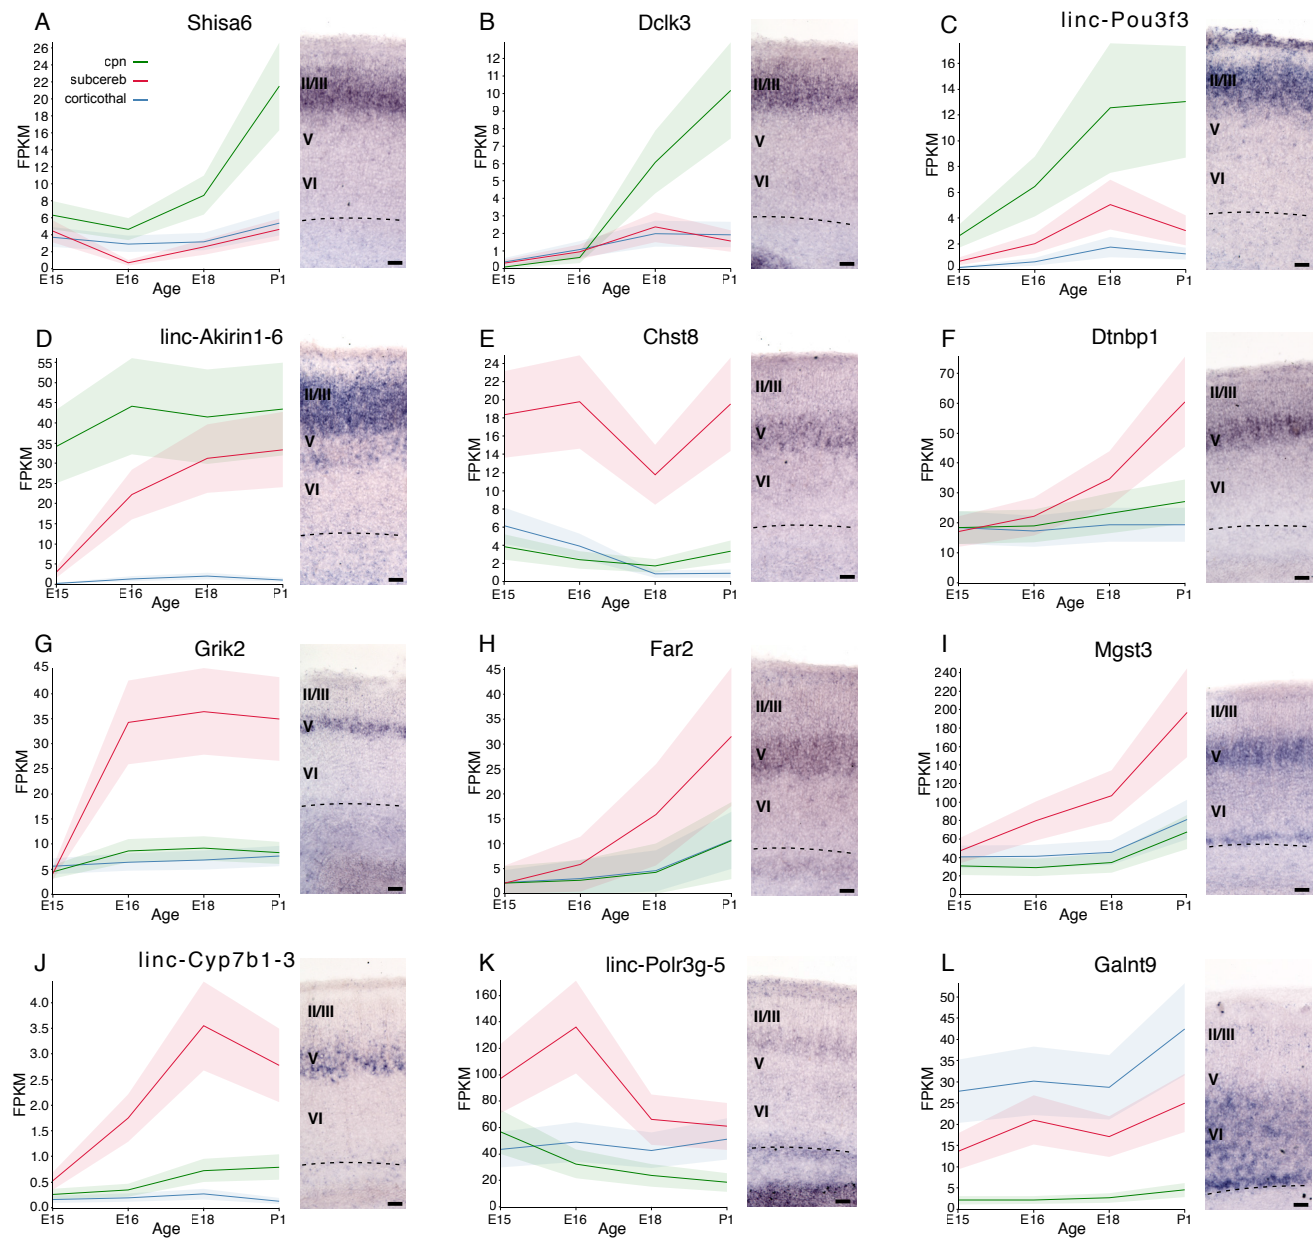 A Shisa6
26
24
22
20
18
16
14
12
10
8
6
4
2
0
FPKM
cpn
subcereb
corticothal
E15 E16 E18 P1
Age
II/III
V
VI
B Dclk3
12
11
10
9
8
7
6
5
4
3
2
1
0
FPKM
E15 E16 E18 P1
Age
II/III
V
VI
C linc-Pou3f3
16
14
12
10
8
6
4
2
0
FPKM
E15 E16 E18 P1
Age
II/III
V
VI
D linc-Akirin1-6
55
50
45
40
35
30
25
20
15
10
5
0
FPKM
E15 E16 E18 P1
Age
II/III
V
VI
E Chst8
24
22
20
18
16
14
12
10
8
6
4
2
0
FPKM
E15 E16 E18 P1
Age
II/III
V
VI
F Dtnbp1
70
60
50
40
30
20
10
0
FPKM
E15 E16 E18 P1
Age
II/III
V
VI
G Grik2
45
40
35
30
25
20
15
10
5
0
FPKM
E15 E16 E18 P1
Age
II/III
V
VI
H Far2
45
40
35
30
25
20
15
10
5
0
FPKM
E15 E16 E18 P1
Age
II/III
V
VI
I Mgst3
240
220
200
180
160
140
120
100
80
60
40
20
0
FPKM
E15 E16 E18 P1
Age
II/III
V
VI
J linc-Cyp7b1-3
4.0
3.5
3.0
2.5
2.0
1.5
1.0
0.5
0.0
FPKM
E15 E16 E18 P1
Age
II/III
V
VI
K linc-Polr3g-5
160
140
120
100
80
60
40
20
0
FPKM
E15 E16 E18 P1
Age
II/III
V
VI
L Galnt9
50
45
40
35
30
25
20
15
10
5
0
FPKM
E15 E16 E18 P1
Age
II/III
V
VI